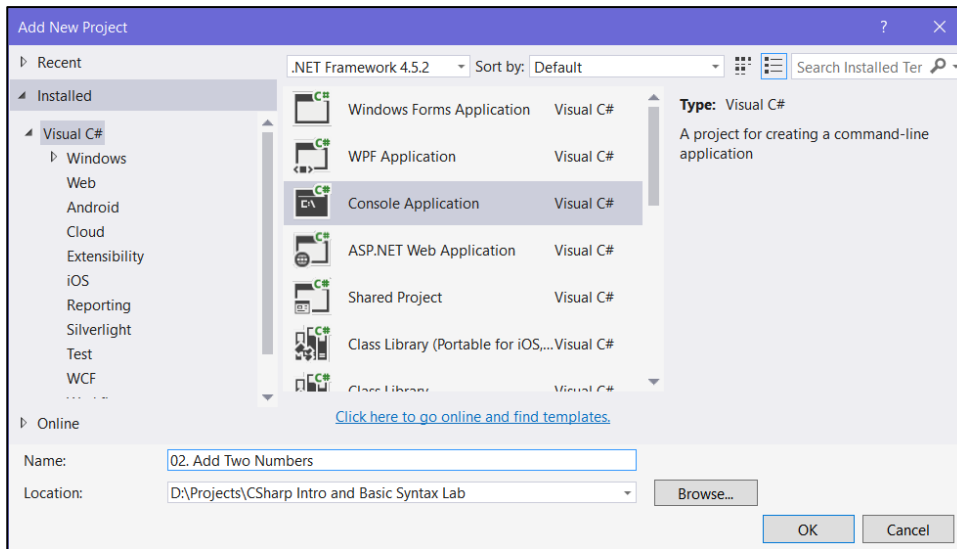 Add New Project
Recent
.NET Framework 4.5.2 Sort by: Default Search Installed Ter
Installed
Visual C#
Windows
Web
Android
Cloud
Extensibility
iOS
Reporting
Silverlight
Test
WCF
Online
C# Windows Forms Application Visual C#
C# WPF Application Visual C#
C# Console Application Visual C#
C# ASP.NET Web Application Visual C#
C# Shared Project Visual C#
C# Class Library (Portable for iOS,... Visual C#
C# Class Library Visual C#
Click here to go online and find templates.
Type: Visual C#
A project for creating a command-line
application
Name: 02. Add Two Numbers
Location: D:\Projects\CSharp Intro and Basic Syntax Lab Browse...
OK Cancel